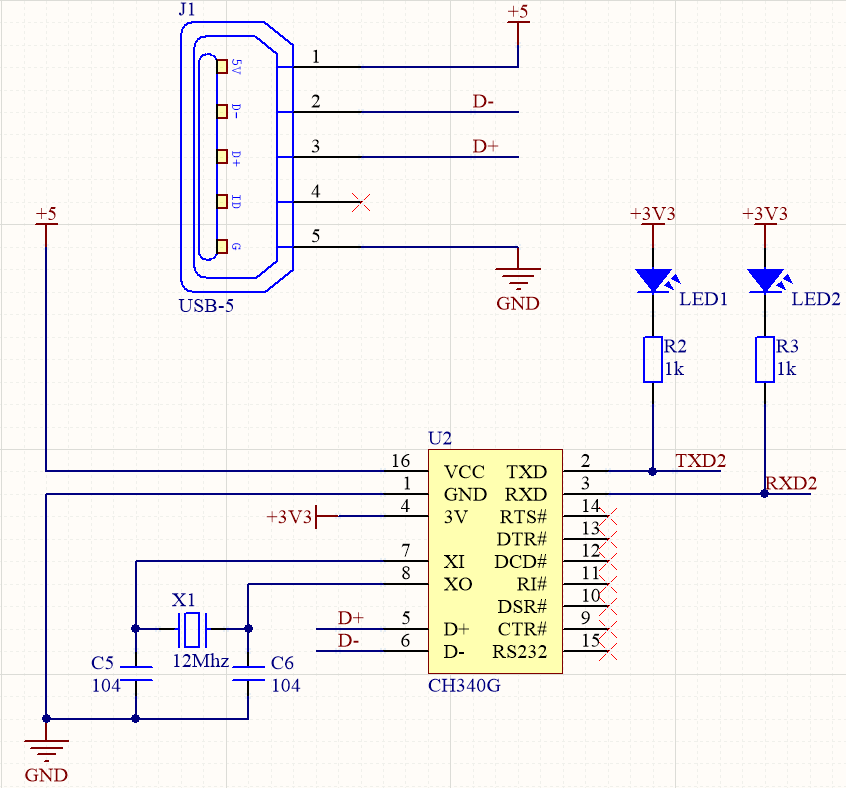 J1
+5
5V
1
D-
2
D-
D+
3
D+
ID
4
G
5
USB-5
GND
+5
+3V3
+3V3
LED1
LED2
R2
1k
R3
1k
U2
16
VCC
TXD
2
TXD2
1
GND
RXD
3
RXD2
+3V3
4
3V
RTS#
14
DTR#
13
7
XI
DCD#
12
8
XO
RI#
11
DSR#
10
X1
12Mhz
D+
5
D+
CTR#
9
D-
6
D-
RS232
15
C5
104
C6
104
CH340G
GND